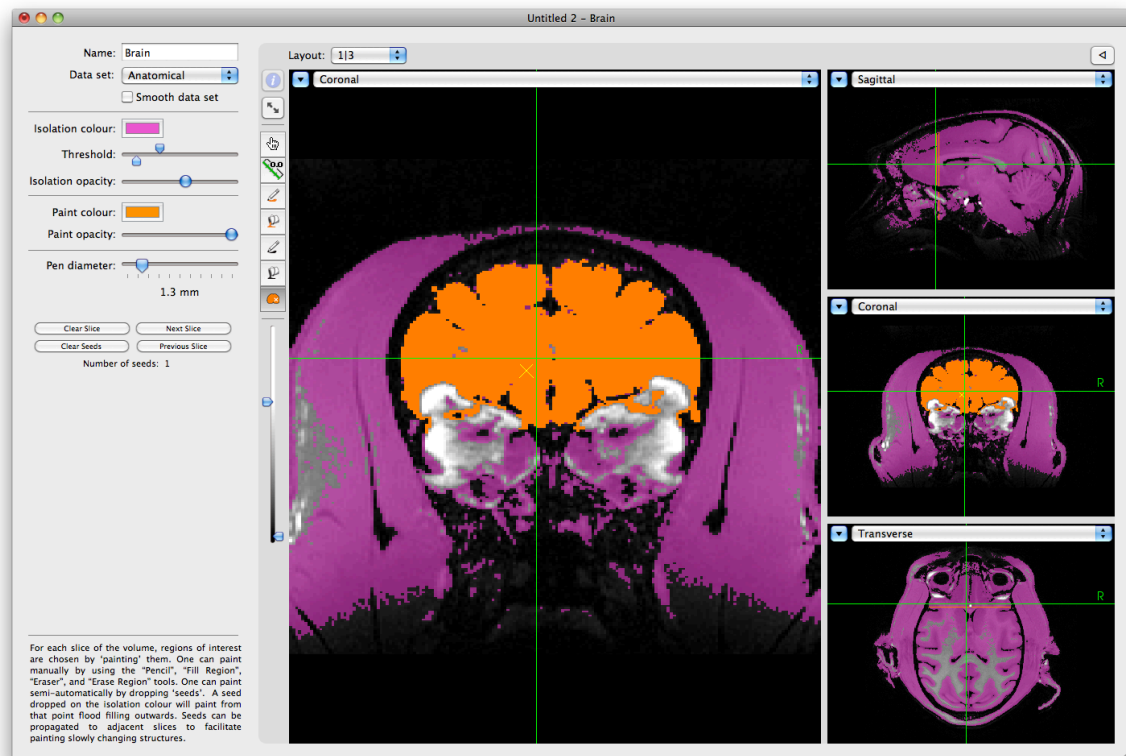 Untitled 2 – Brain
Name: Brain
Data set: Anatomical
Smooth data set
Isolation colour:
Threshold:
Isolation opacity:
Paint colour:
Paint opacity:
Pen diameter:
1.3 mm
Clear Slice Next Slice
Clear Seeds Previous Slice
Number of seeds: 1
For each slice of the volume, regions of interest
are chosen by ‘painting’ them. One can paint
manually by using the “Pencil”, “Fill Region”,
“Eraser”, and “Erase Region” tools. One can paint
semi-automatically by dropping ‘seeds’. A seed
dropped on the isolation colour will paint from
that point flood filling outwards. Seeds can be
propagated to adjacent slices to facilitate
painting slowly changing structures.
Layout: 1|3
Coronal
R
Sagittal
Coronal
R
Transverse
R